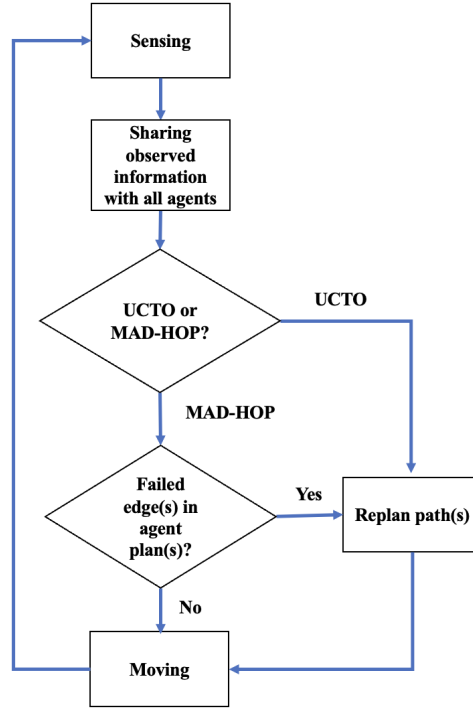 Sensing
Sharing
observed
information
with all agents
UCTO or
MAD-HOP?
UCTO
MAD-HOP
Failed
edge(s) in
agent
plan(s)?
Yes
Replan path(s)
No
Moving